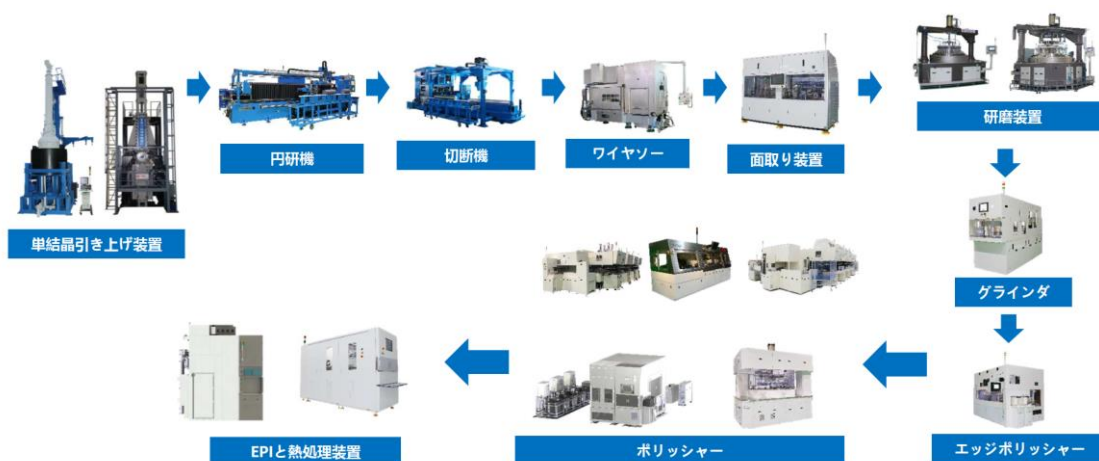 単結晶引き上げ装置
円研機
切断機
ワイヤソー
面取り装置
研磨装置
グラインダ
エッジポリッシャー
ポリッシャー
EPIと熱処理装置